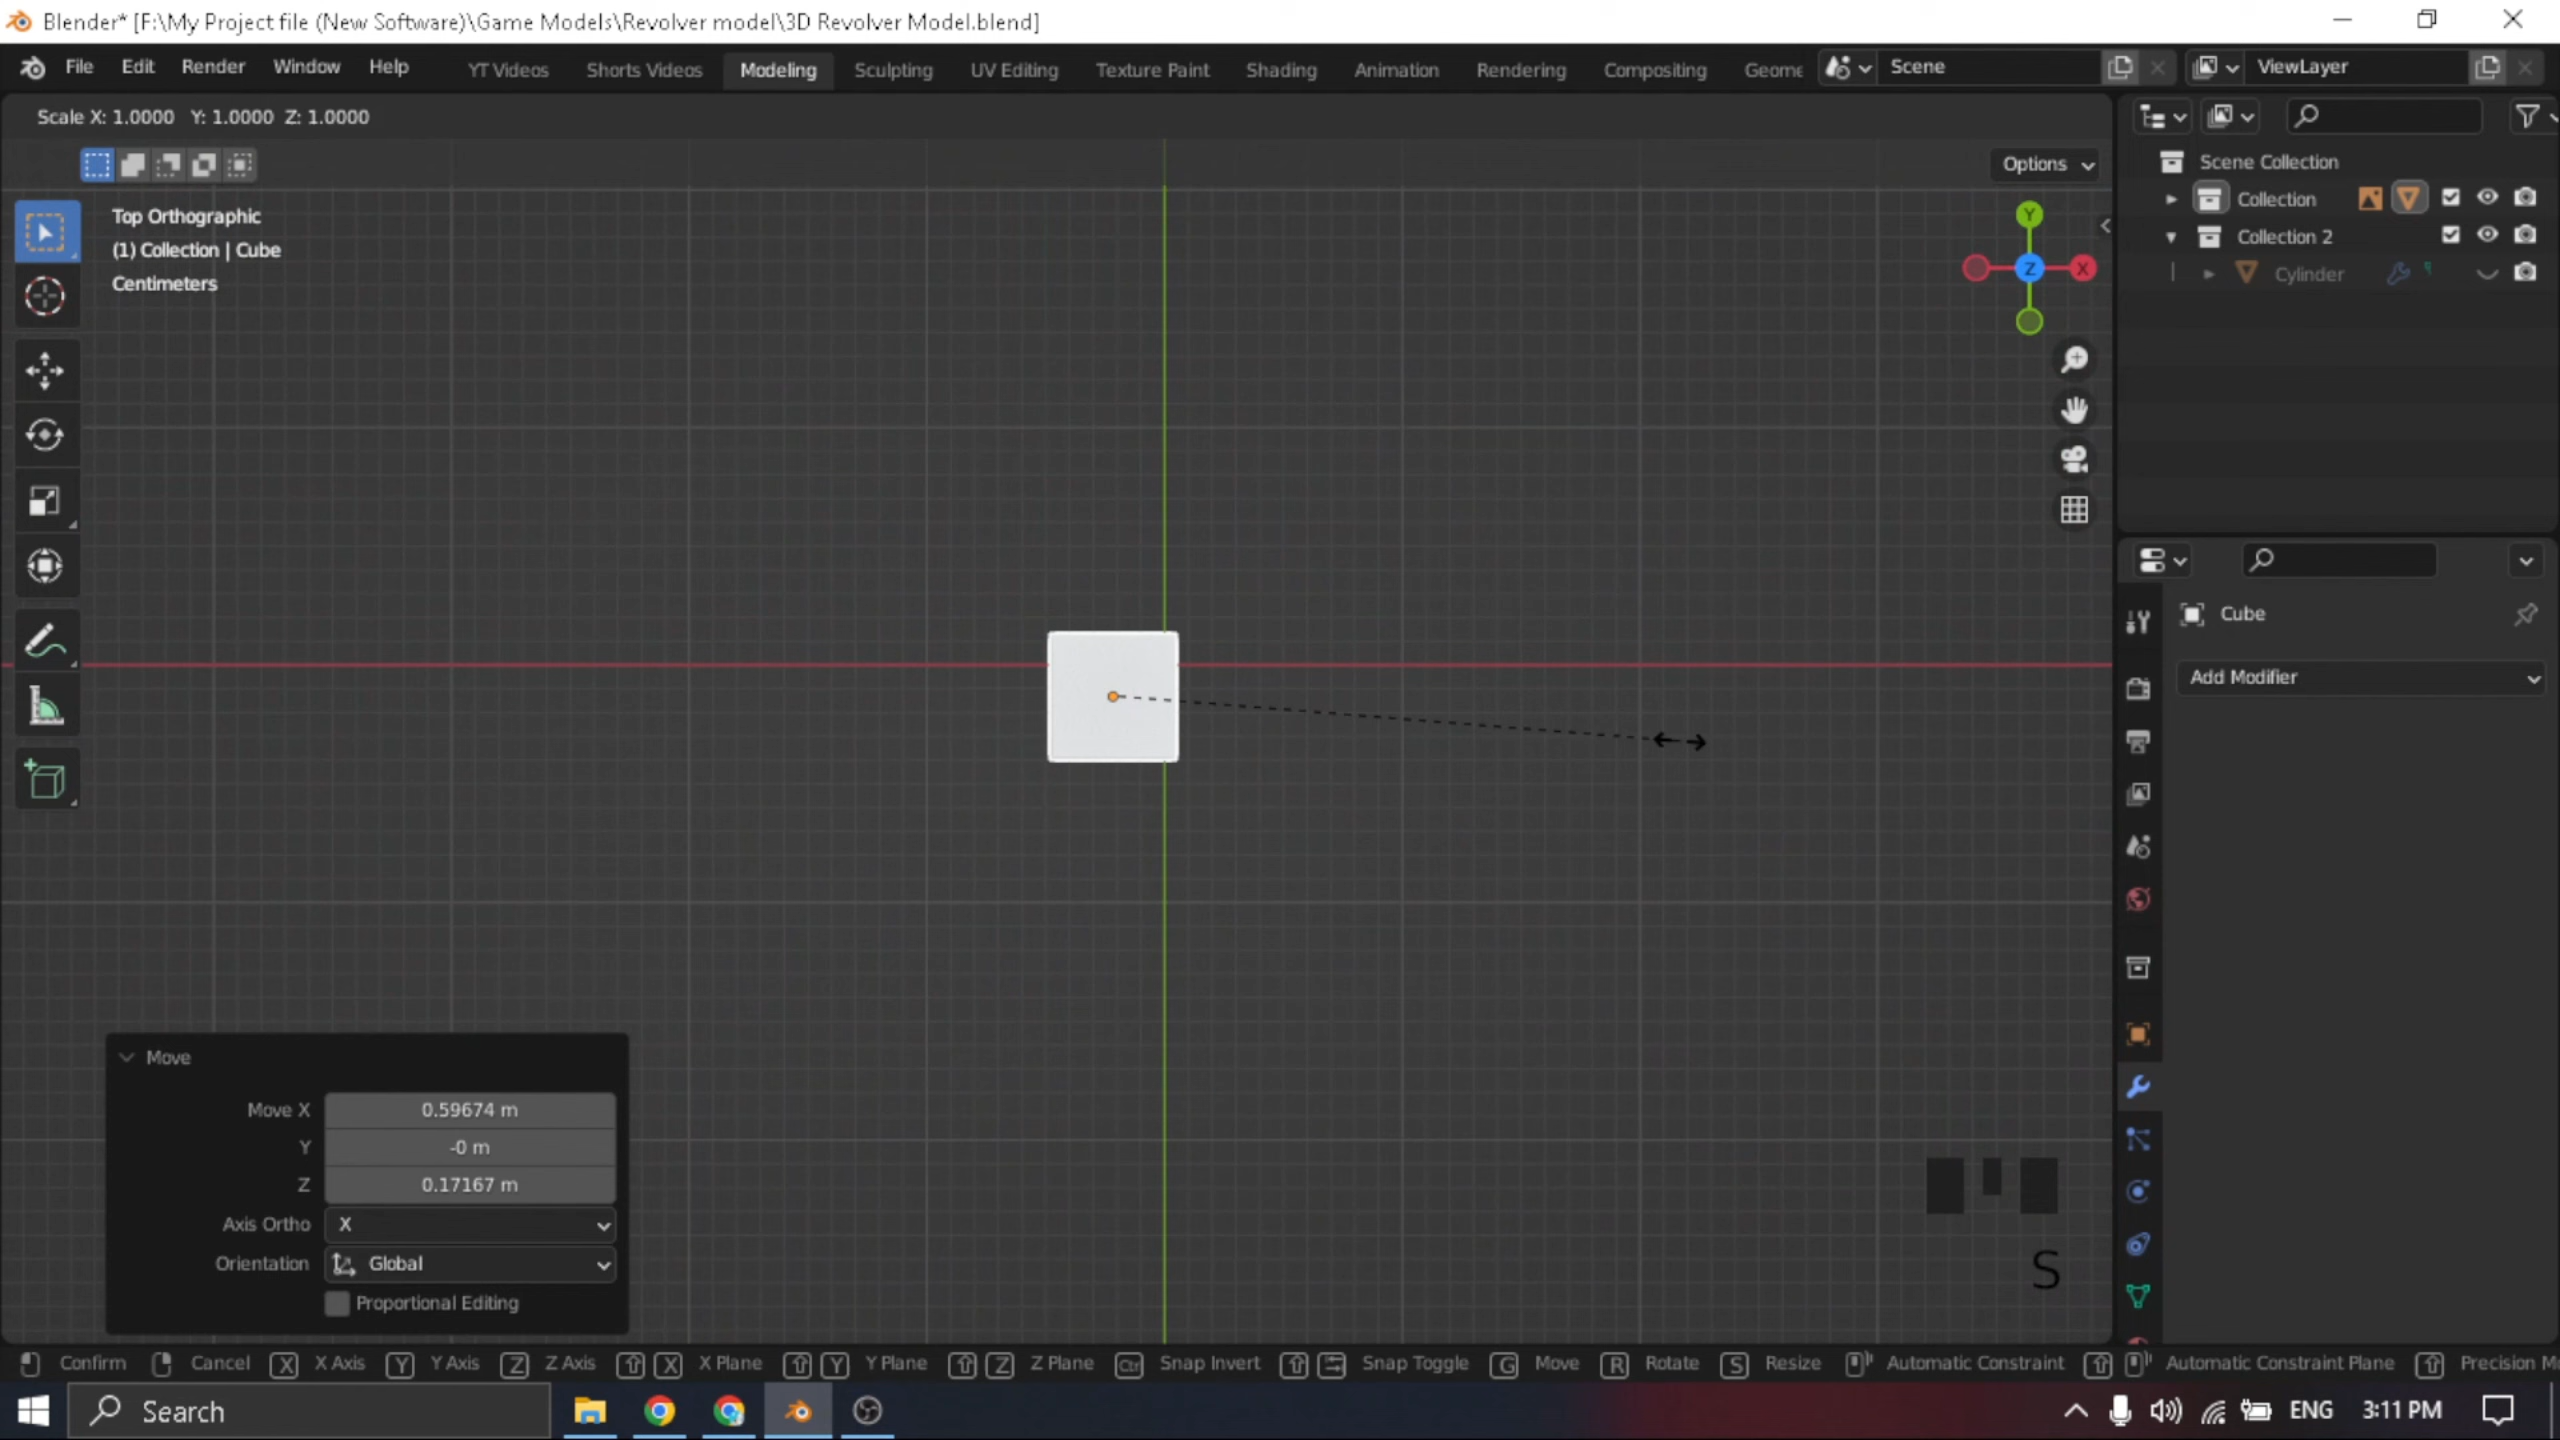 Blender* [F:\My Project file (New Software)\Game Models\Revolver model\3D Revolver Model.blend]
File Edit Render Window Help YT Videos Shorts Videos Modeling Sculpting UV Editing Texture Paint Shading Animation Rendering Compositing Geome Scene ViewLayer
Scale X: 1.0000 Y: 1.0000 Z: 1.0000
Options
Top Orthographic
(1) Collection | Cube
Centimeters
Y
Z
X
Scene Collection
Collection
Collection 2
Cylinder
Cube
Add Modifier
Move
Move X 0.59674 m
Y -0 m
Z 0.17167 m
Axis Ortho X
Orientation Global
Proportional Editing
S
Confirm Cancel X X Axis Y Y Axis Z Z Axis X X Plane Y Y Plane Z Z Plane Ctrl Snap Invert Snap Toggle G Move R Rotate S Resize Automatic Constraint Automatic Constraint Plane Precision M
Search ENG 3:11 PM